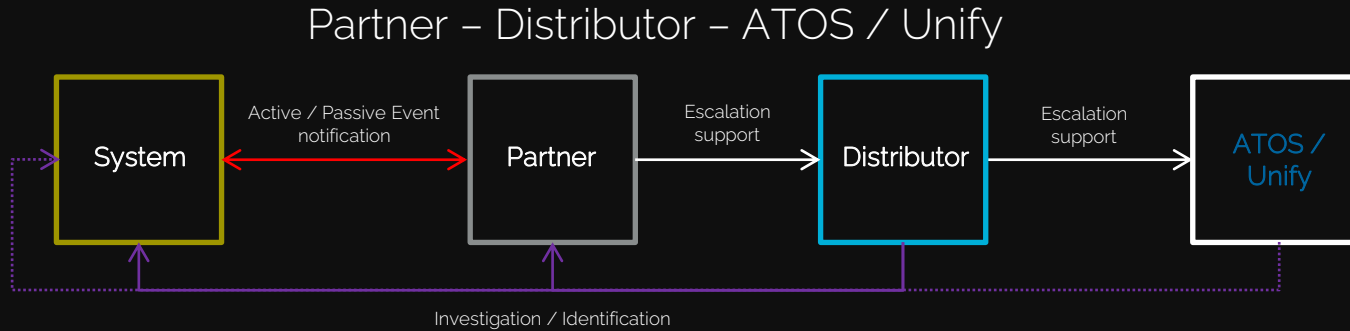 Partner – Distributor – ATOS / Unify
Active / Passive Event
notification
Escalation
support
Escalation
support
System
Partner
Distributor
ATOS /
Unify
Investigation / Identification